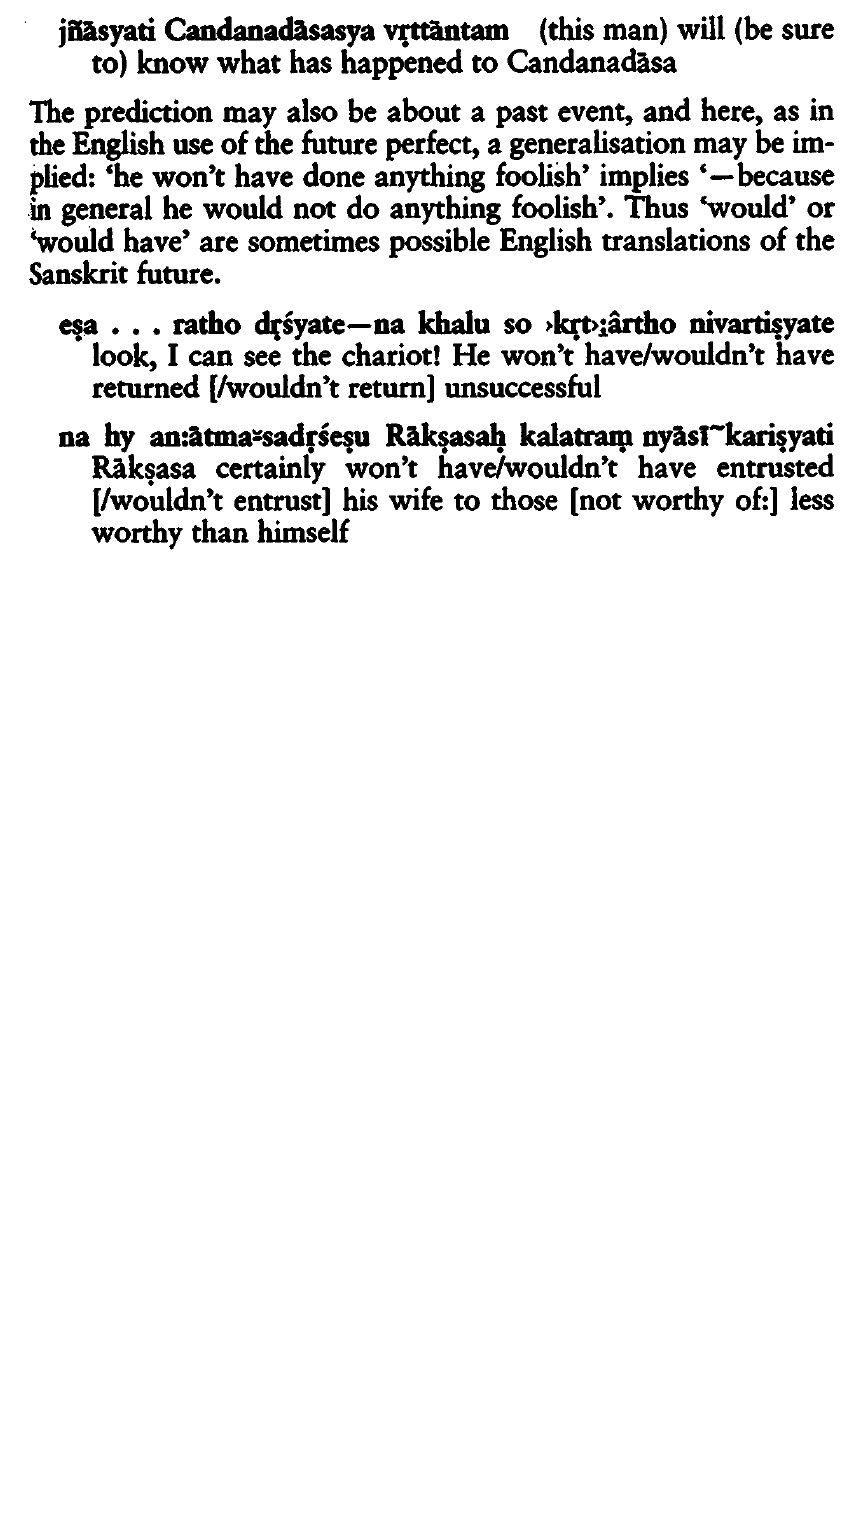 jñāsyati Candanadāsasya vṛttāntam (this man) will (be sure
to) know what has happened to Candanadāsa
The prediction may also be about a past event, and here, as in
the English use of the future perfect, a generalisation may be im-
plied: ‘he won’t have done anything foolish’ implies ‘—because
in general he would not do anything foolish’. Thus ‘would’ or
‘would have’ are sometimes possible English translations of the
Sanskrit future.
eṣa . . . ratho dṛśyate—na khalu so ›kṛt›¡ârtho nivartiṣyate
look, I can see the chariot! He won’t have/wouldn’t have
returned [/wouldn’t return] unsuccessful
na hy an:ātma˘sadṛśeṣu Rākṣasaḥ kalatraṃ nyāsī~kariṣyati
Rākṣasa certainly won’t have/wouldn’t have entrusted
[/wouldn’t entrust] his wife to those [not worthy of:] less
worthy than himself